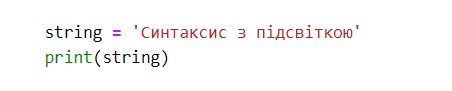 string = 'Синтаксис з підсвіткою'
print(string)